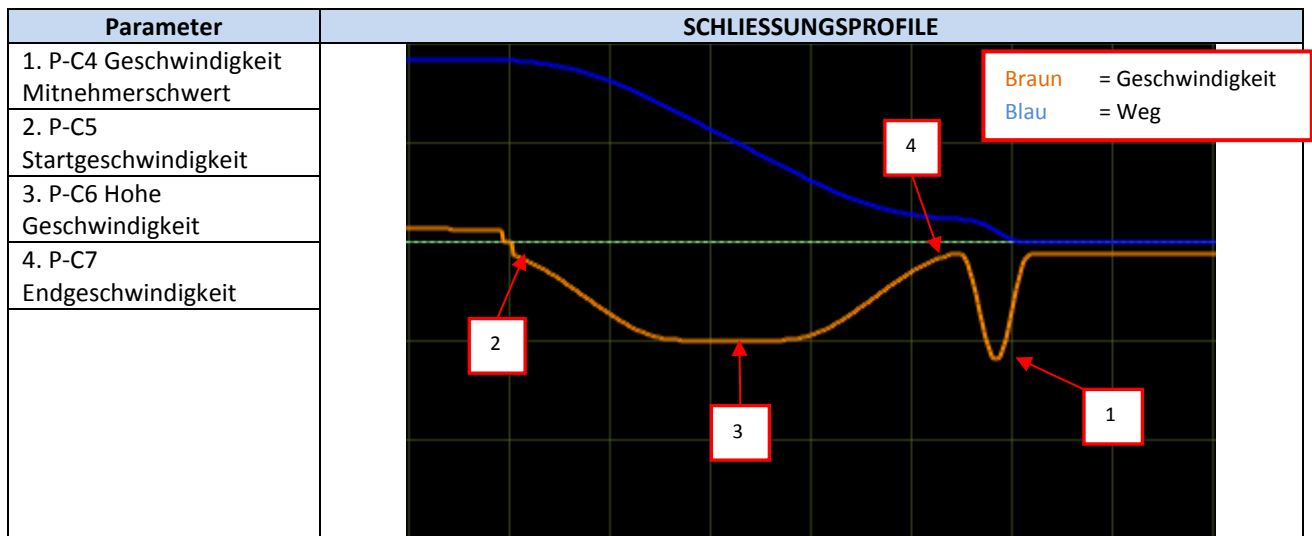 Parameter
SCHLIESSUNGSPROFILE
1. P-C4 Geschwindigkeit
Mitnehmerschwert
2. P-C5
Startgeschwindigkeit
3. P-C6 Hohe
Geschwindigkeit
4. P-C7
Endgeschwindigkeit
Braun = Geschwindigkeit
Blau = Weg
4
2
3
1